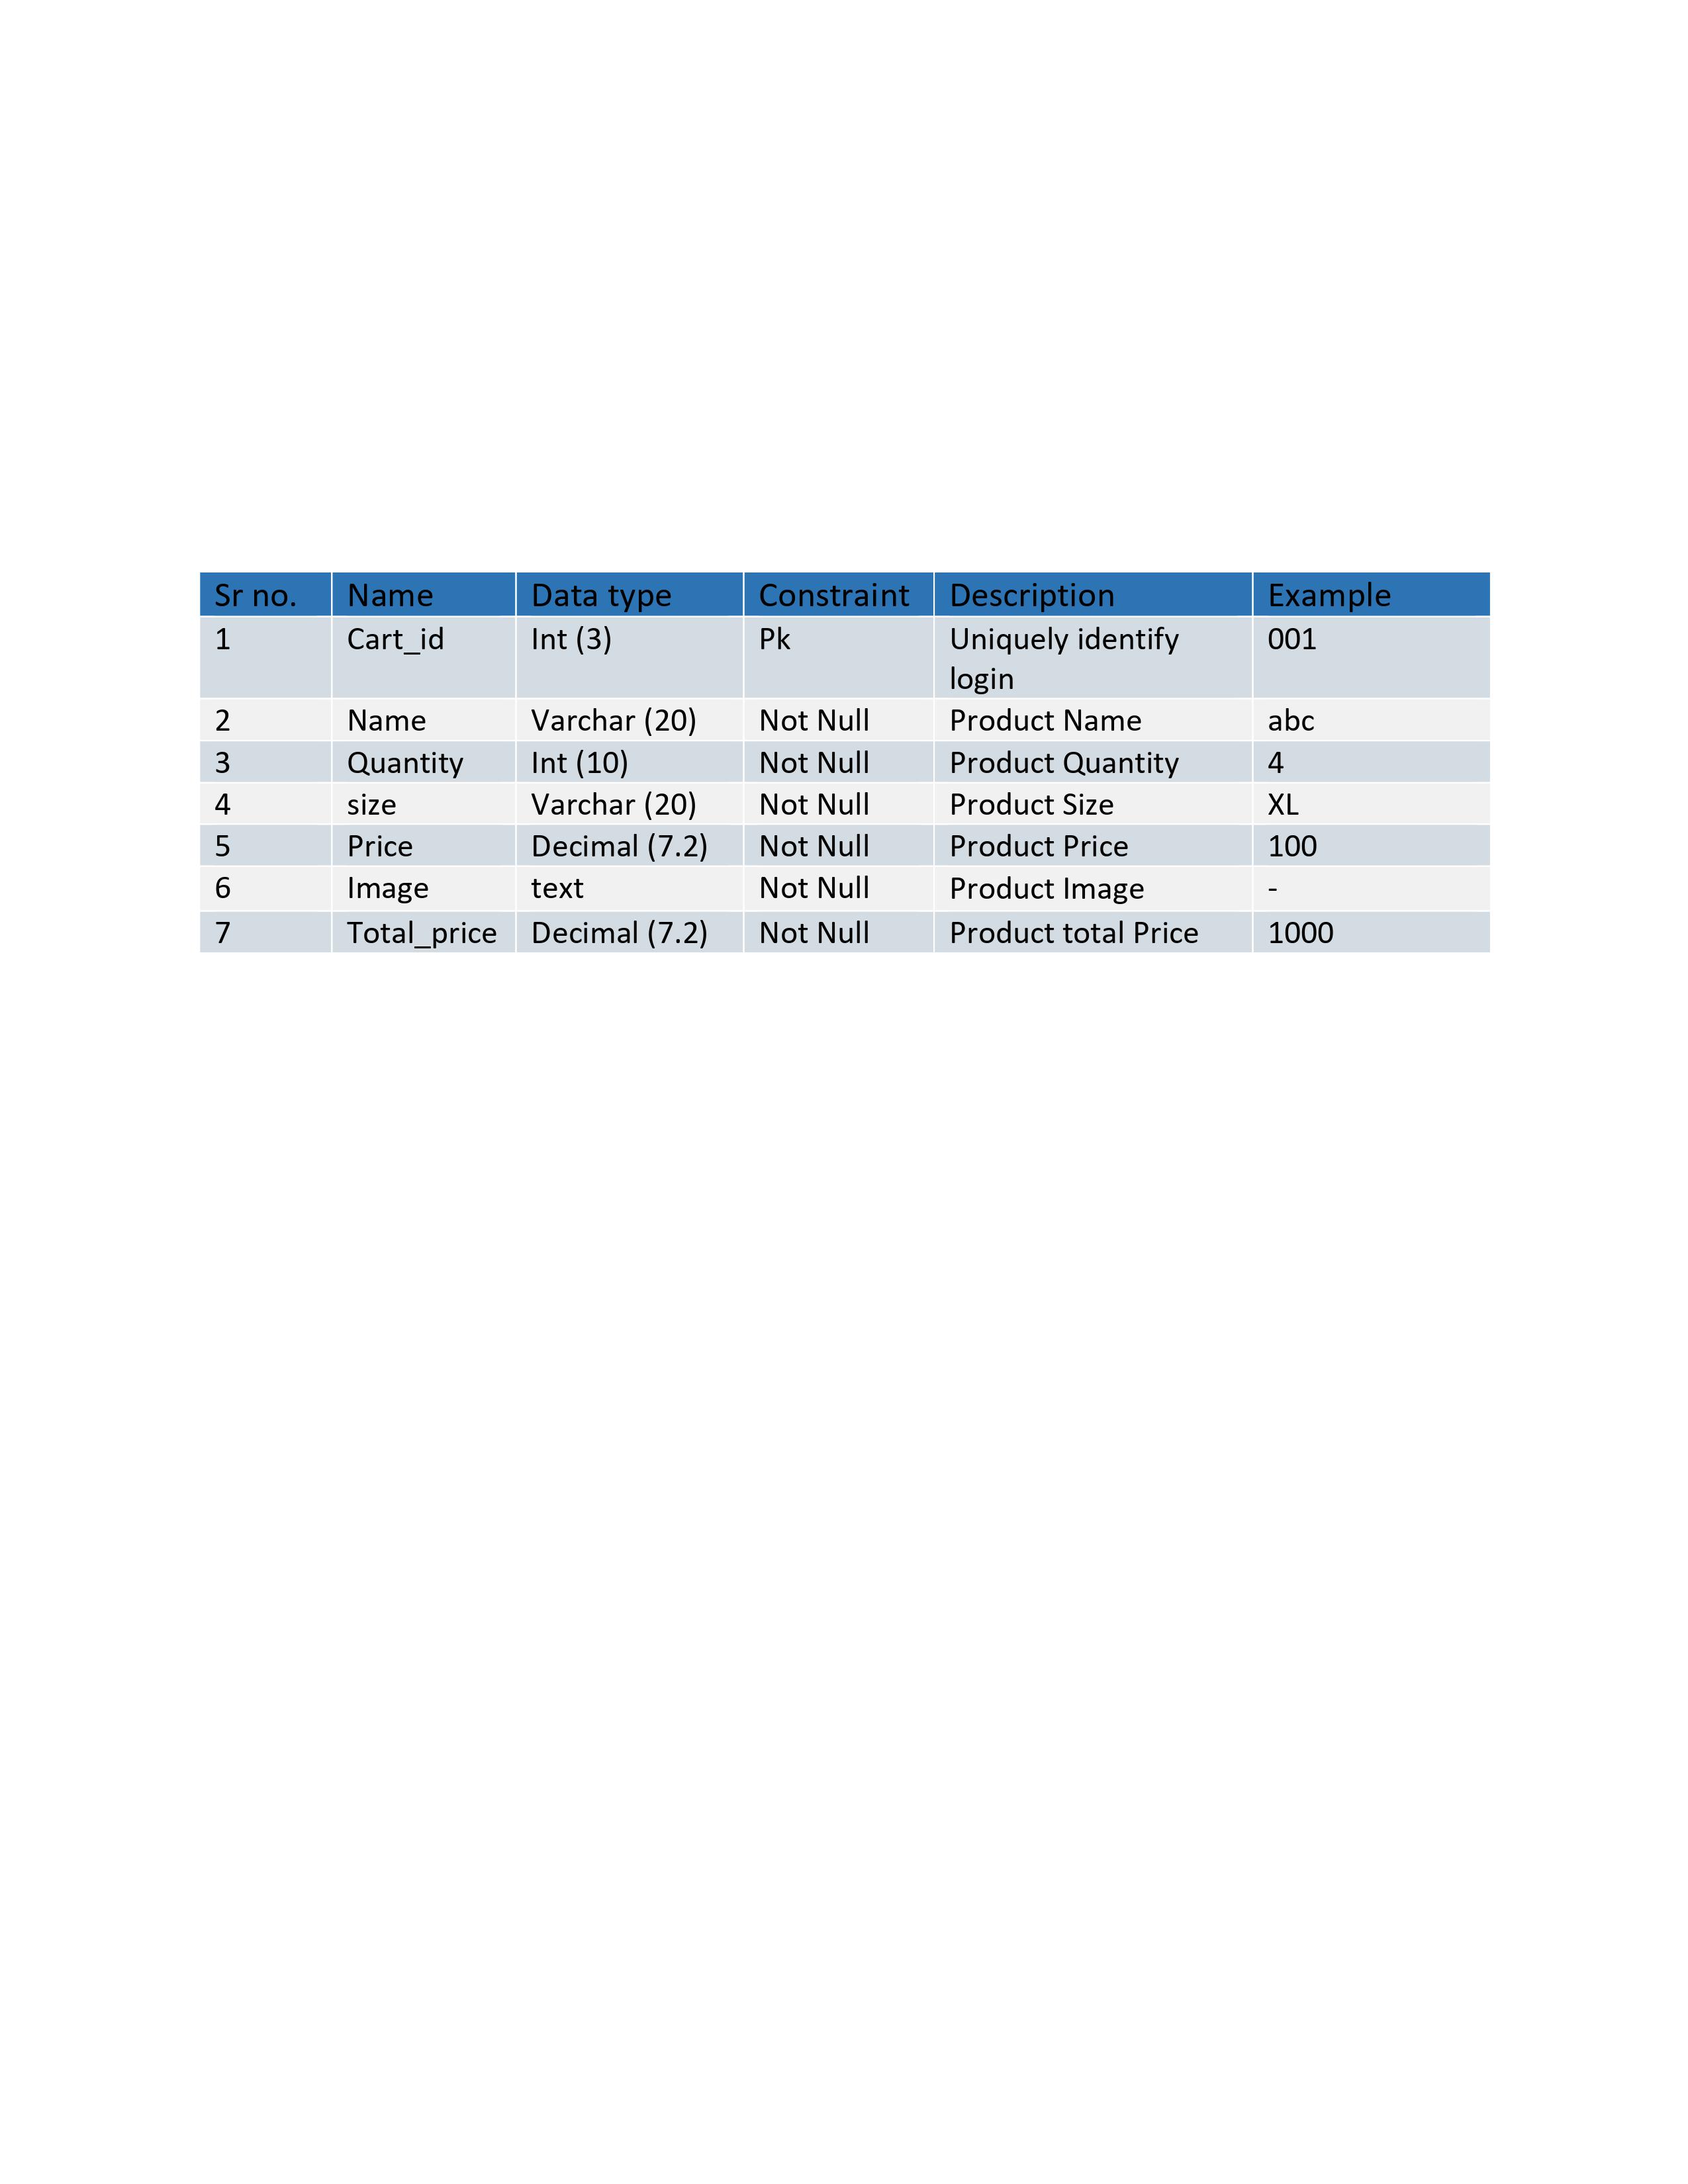 Sr no. Name Data type Constraint Description Example
1 Cart_id Int (3) Pk Uniquely identify 001
login
2 Name Varchar (20) Not Null Product Name abc
3 Quantity Int (10) Not Null Product Quantity 4
4 size Varchar (20) Not Null Product Size XL
5 Price Decimal (7.2) Not Null Product Price 100
6 Image text Not Null Product Image -
7 Total_price Decimal (7.2) Not Null Product total Price 1000